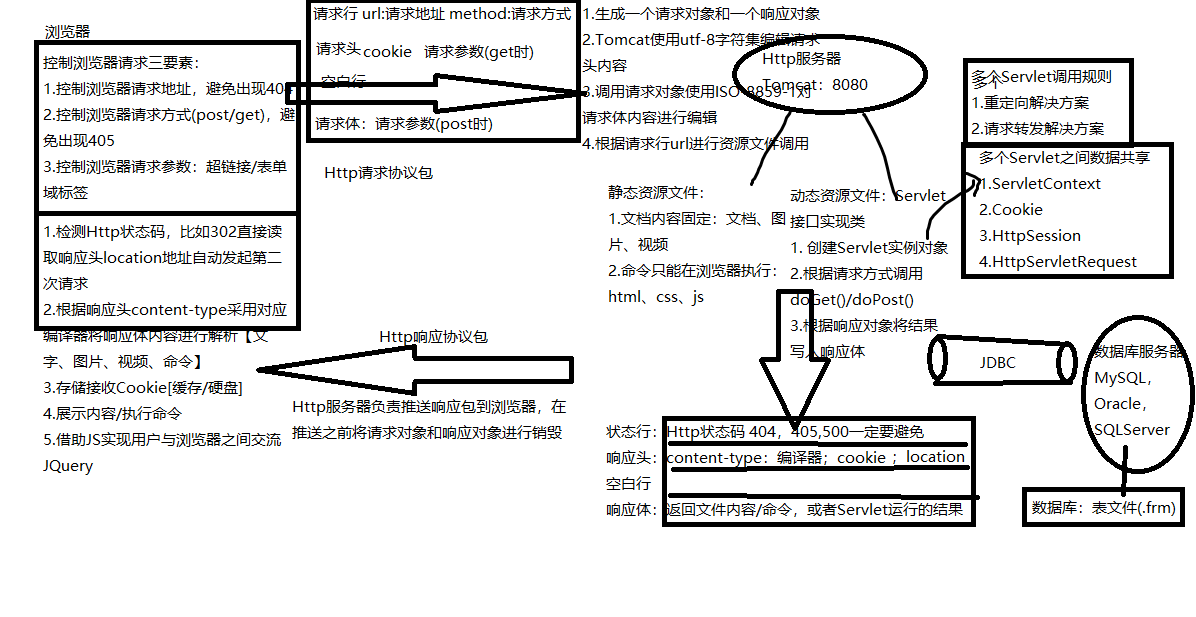 浏览器
控制浏览器请求三要素：
1.控制浏览器请求地址，避免出现404
2.控制浏览器请求方式(post/get)，避
免出现405
3.控制浏览器请求参数：超链接/表单
域标签
1.检测Http状态码，比如302直接读
取响应头location地址自动发起第二
次请求
2.根据响应头content-type采用对应
编译器将响应体内容进行解析【文
字、图片、视频、命令】
3.存储接收Cookie[缓存/硬盘]
4.展示内容/执行命令
5.借助JS实现用户与浏览器之间交流
JQuery
请求行 url:请求地址 method:请求方式
请求头 cookie 请求参数(get时)
空白行
请求体：请求参数(post时)
Http请求协议包
Http响应协议包
Http服务器负责推送响应包到浏览器，在
推送之前将请求对象和响应对象进行销毁
1.生成一个请求对象和一个响应对象
2.Tomcat使用utf-8字符集编辑请求
头内容
3.调用请求对象使用ISO-8859-1对
请求体内容进行编辑
4.根据请求行url进行资源文件调用
Http服务器
Tomcat：8080
静态资源文件：
1.文档内容固定：文档、图
片、视频
2.命令只能在浏览器执行：
html、css、js
动态资源文件：Servlet
接口实现类
1. 创建Servlet实例对象
2.根据请求方式调用
doGet()/doPost()
3.根据响应对象将结果
写入响应体
多个Servlet调用规则
多个
1.重定向解决方案
2.请求转发解决方案
多个Servlet之间数据共享
1.ServletContext
2.Cookie
3.HttpSession
4.HttpServletRequest
JDBC
数据库服务器
MySQL，
Oracle，
SQLServer
数据库：表文件(.frm)
状态行：Http状态码 404，405,500一定要避免
响应头：content-type：编译器；cookie；location
空白行
响应体：返回文件内容/命令，或者Servlet运行的结果